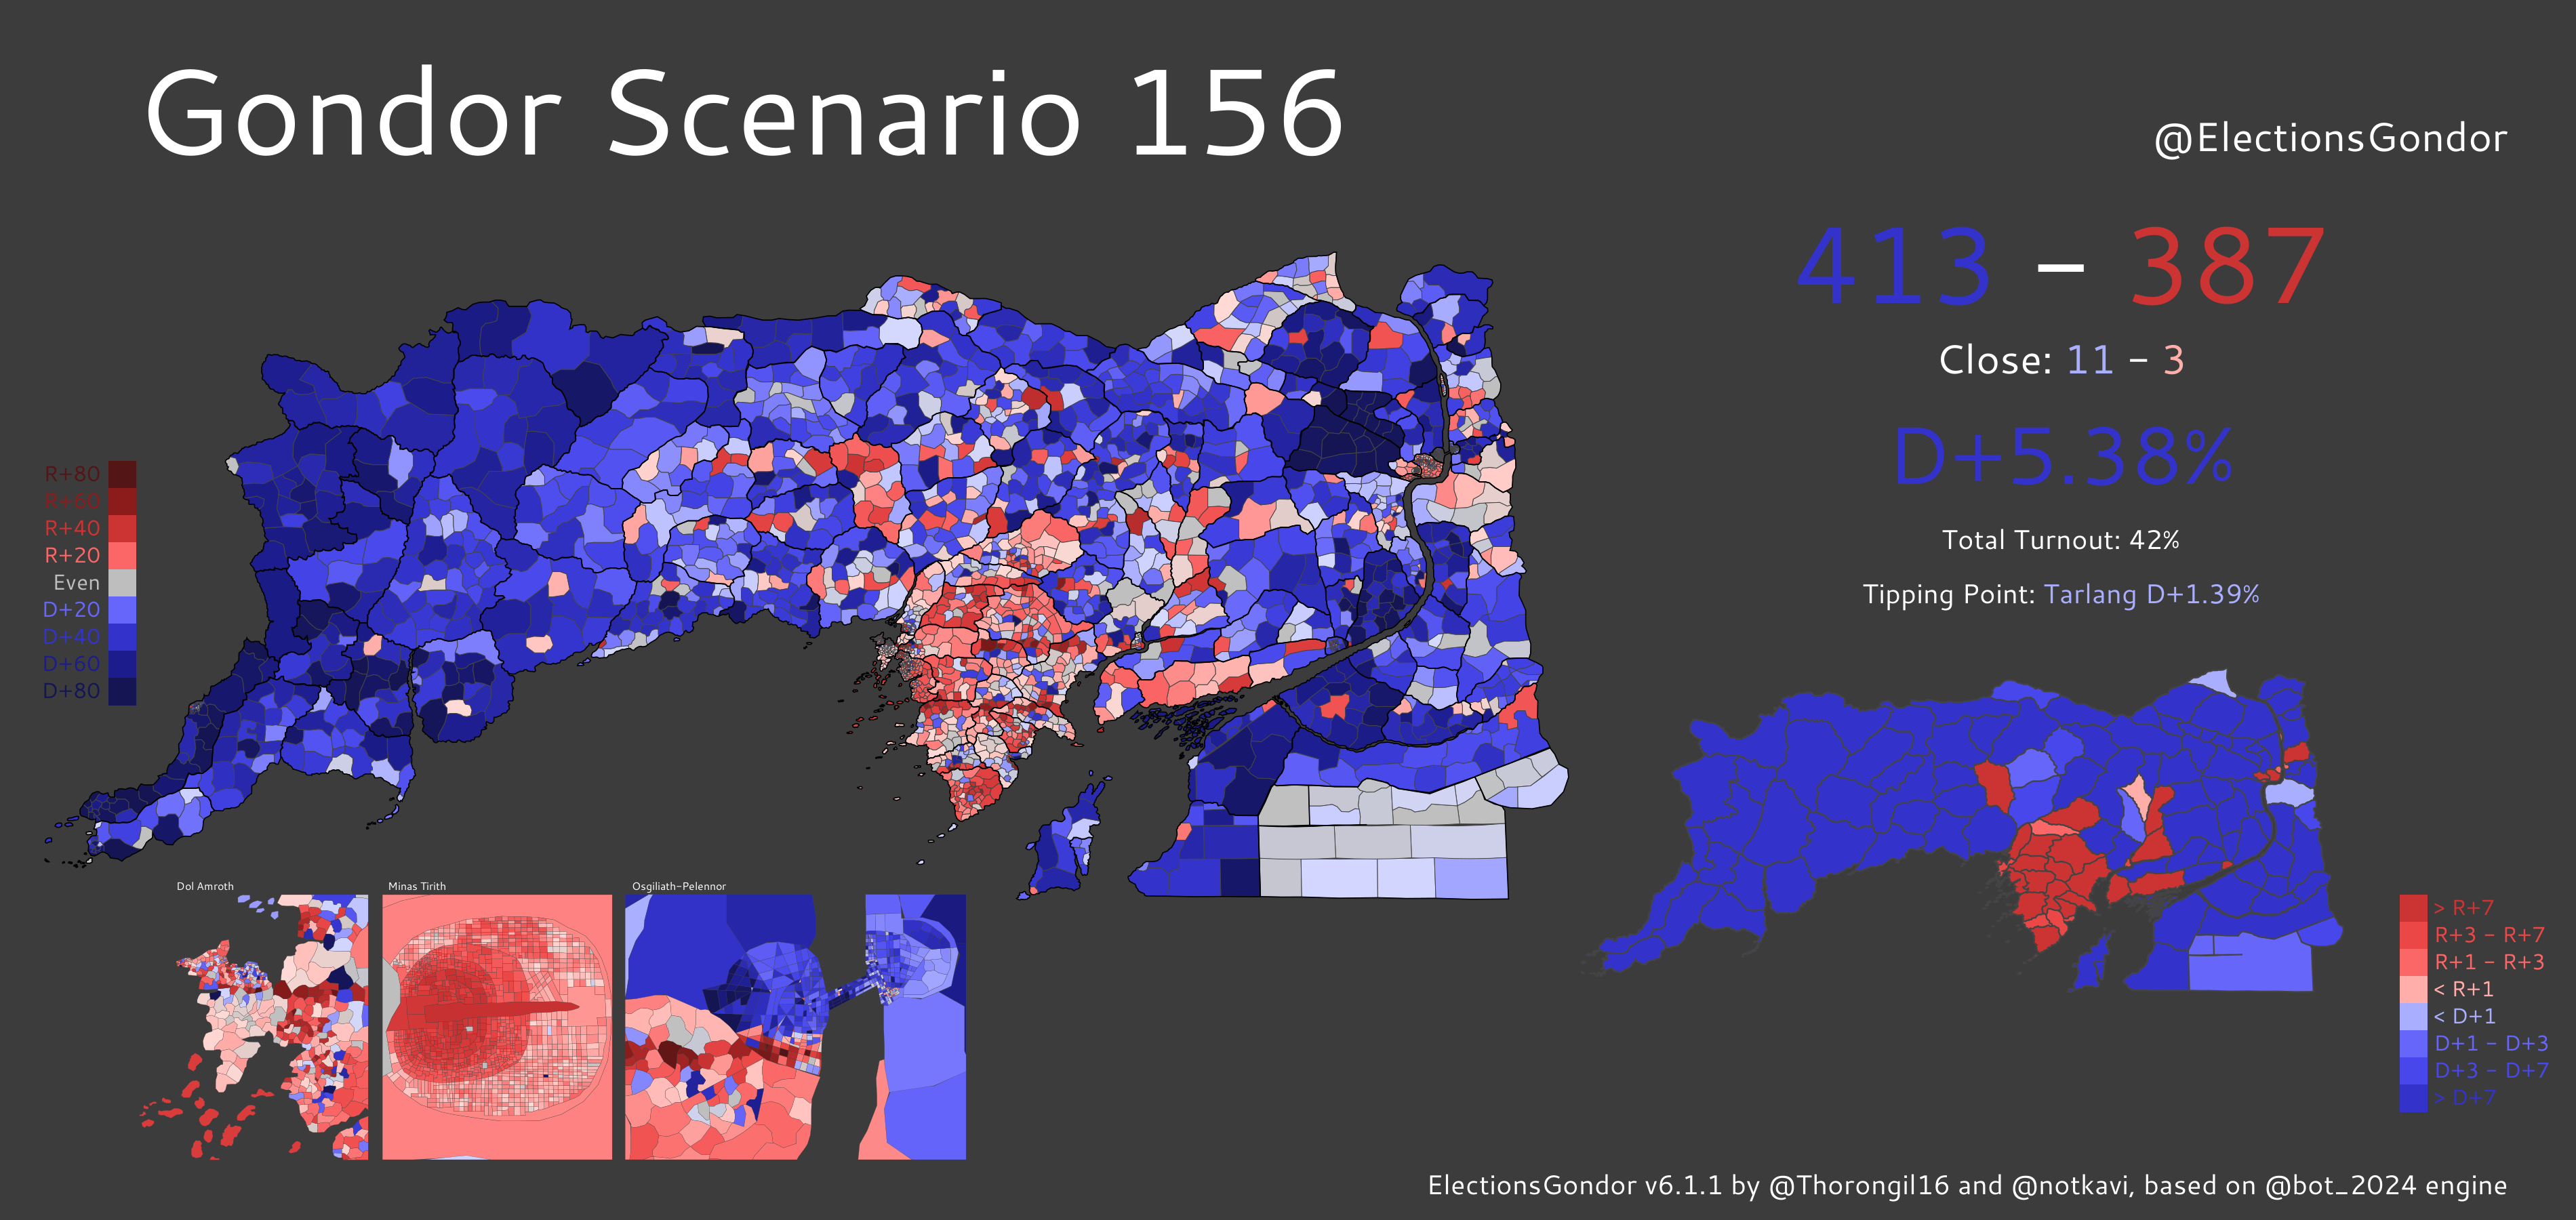 Gondor Scenario 156
@ElectionsGondor
413 – 387
Close: 11 – 3
D+5.38%
Total Turnout: 42%
Tipping Point: Tarlang D+1.39%
R+80
R+60
R+40
R+20
Even
D+20
D+40
D+60
D+80
Dol Amroth
Minas Tirith
Osgiliath-Pelennor
> R+7
R+3 – R+7
R+1 – R+3
< R+1
< D+1
D+1 – D+3
D+3 – D+7
> D+7
ElectionsGondor v6.1.1 by @Thorongil16 and @notkavi, based on @bot_2024 engine